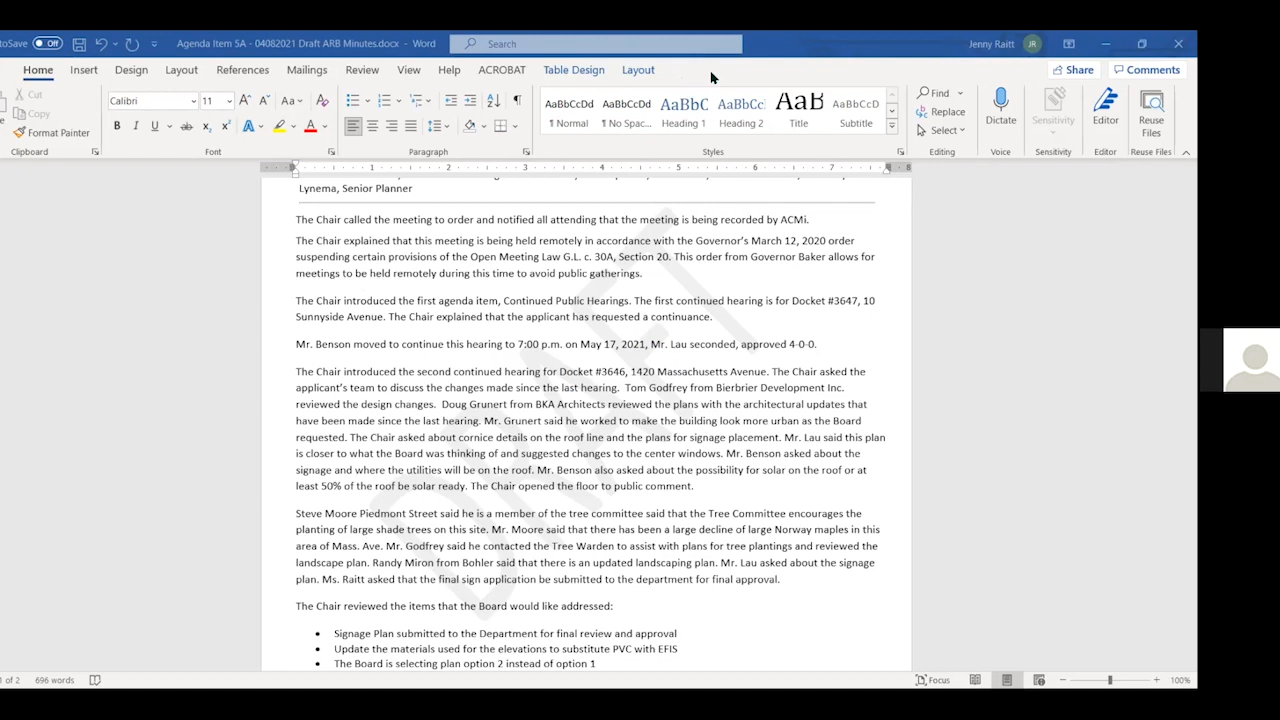 toSave Off Agenda Item 5A - 04082021 Draft ARB Minutes.docx - Word Search Jenny Raitt JR
Home Insert Design Layout References Mailings Review View Help ACROBAT Table Design Layout Share Comments
Cut
Copy
Format Painter
Clipboard
Calibri 11
Font
Paragraph
AaBbCcDd AaBbCcDd AaBbC AaBbCc AaB AaBbCcD
¶ Normal ¶ No Spac... Heading 1 Heading 2 Title Subtitle
Styles
Find
Replace
Select
Editing
Dictate
Voice
Sensitivity
Sensitivity
Editor
Editor
Reuse
Files
Reuse Files
1 2 3 4 5 6 7 8
Lynema, Senior Planner
The Chair called the meeting to order and notified all attending that the meeting is being recorded by ACMi.
The Chair explained that this meeting is being held remotely in accordance with the Governor's March 12, 2020 order
suspending certain provisions of the Open Meeting Law G.L. c. 30A, Section 20. This order from Governor Baker allows for
meetings to be held remotely during this time to avoid public gatherings.
The Chair introduced the first agenda item, Continued Public Hearings. The first continued hearing is for Docket #3647, 10
Sunnyside Avenue. The Chair explained that the applicant has requested a continuance.
Mr. Benson moved to continue this hearing to 7:00 p.m. on May 17, 2021, Mr. Lau seconded, approved 4-0-0.
The Chair introduced the second continued hearing for Docket #3646, 1420 Massachusetts Avenue. The Chair asked the
applicant's team to discuss the changes made since the last hearing. Tom Godfrey from Bierbrier Development Inc.
reviewed the design changes. Doug Grunert from BKA Architects reviewed the plans with the architectural updates that
have been made since the last hearing. Mr. Grunert said he worked to make the building look more urban as the Board
requested. The Chair asked about cornice details on the roof line and the plans for signage placement. Mr. Lau said this plan
is closer to what the Board was thinking of and suggested changes to the center windows. Mr. Benson asked about the
signage and where the utilities will be on the roof. Mr. Benson also asked about the possibility for solar on the roof or at
least 50% of the roof be solar ready. The Chair opened the floor to public comment.
Steve Moore Piedmont Street said he is a member of the tree committee said that the Tree Committee encourages the
planting of large shade trees on this site. Mr. Moore said that there has been a large decline of large Norway maples in this
area of Mass. Ave. Mr. Godfrey said he contacted the Tree Warden to assist with plans for tree plantings and reviewed the
landscape plan. Randy Miron from Bohler said that there is an updated landscaping plan. Mr. Lau asked about the signage
plan. Ms. Raitt asked that the final sign application be submitted to the department for final approval.
The Chair reviewed the items that the Board would like addressed:
• Signage Plan submitted to the Department for final review and approval
• Update the materials used for the elevations to substitute PVC with EFIS
• The Board is selecting plan option 2 instead of option 1
DRAFT
1 of 2 696 words Focus 100%